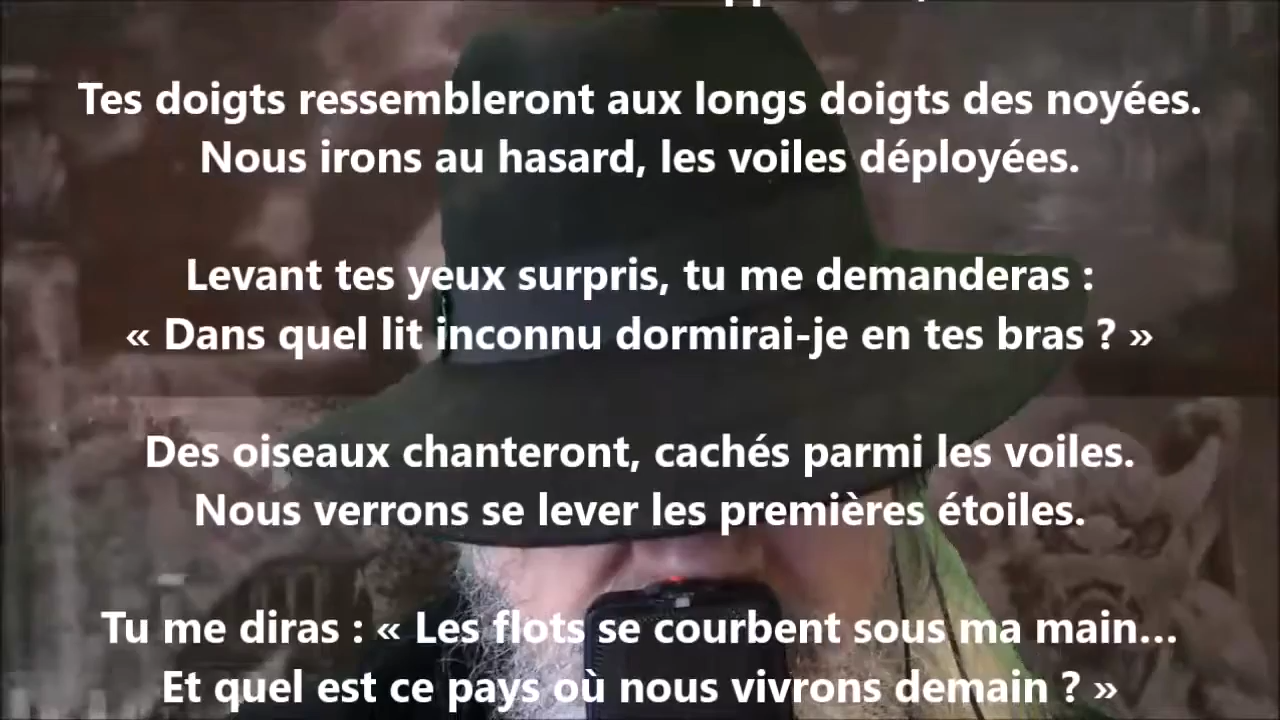 Tes doigts ressembleront aux longs doigts des noyées.
Nous irons au hasard, les voiles déployées.
Levant tes yeux surpris, tu me demanderas :
« Dans quel lit inconnu dormirai-je en tes bras ? »
Des oiseaux chanteront, cachés parmi les voiles.
Nous verrons se lever les premières étoiles.
Tu me diras : « Les flots se courbent sous ma main...
Et quel est ce pays où nous vivrons demain ? »